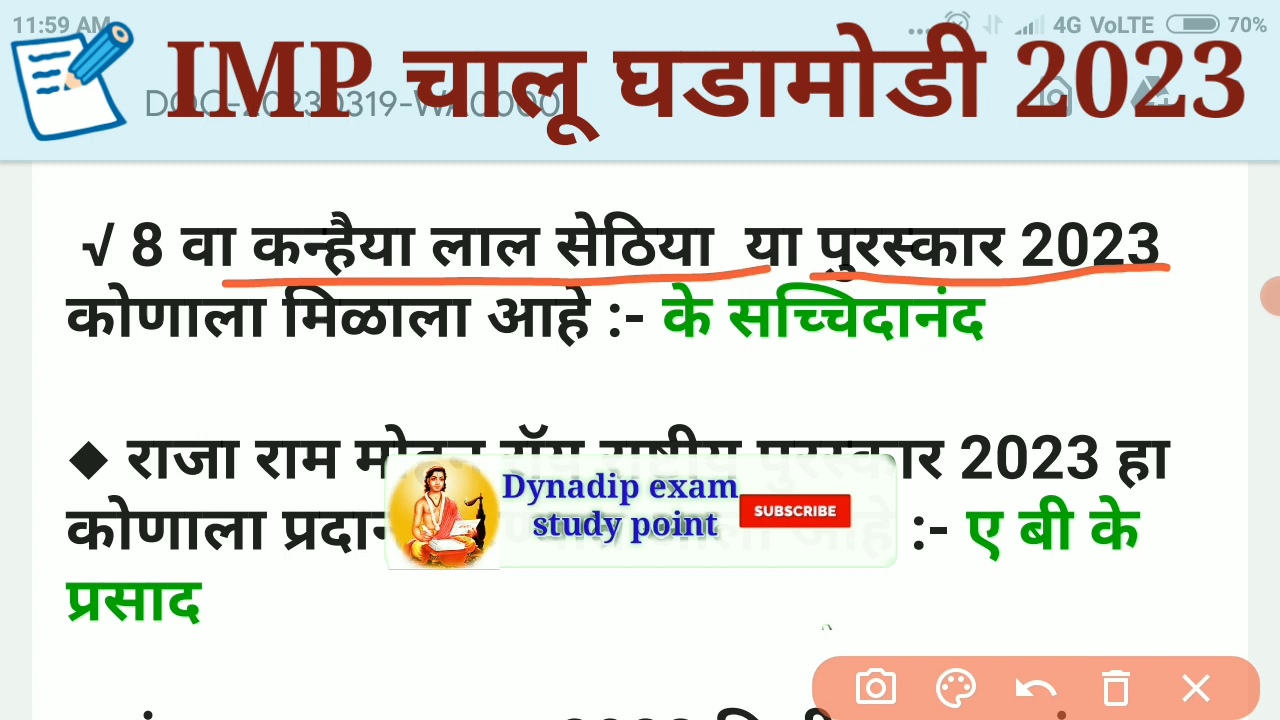 11:59 AM
4G VoLTE 70%
IMP चालू घडामोडी 2023
√ 8 वा कन्हैया लाल सेठिया या पुरस्कार 2023
कोणाला मिळाला आहे :- के सच्चिदानंद
◆ राजा राम 2023 हा
कोणाला :- ए बी के
प्रसाद
Dynadip exam
study point
SUBSCRIBE